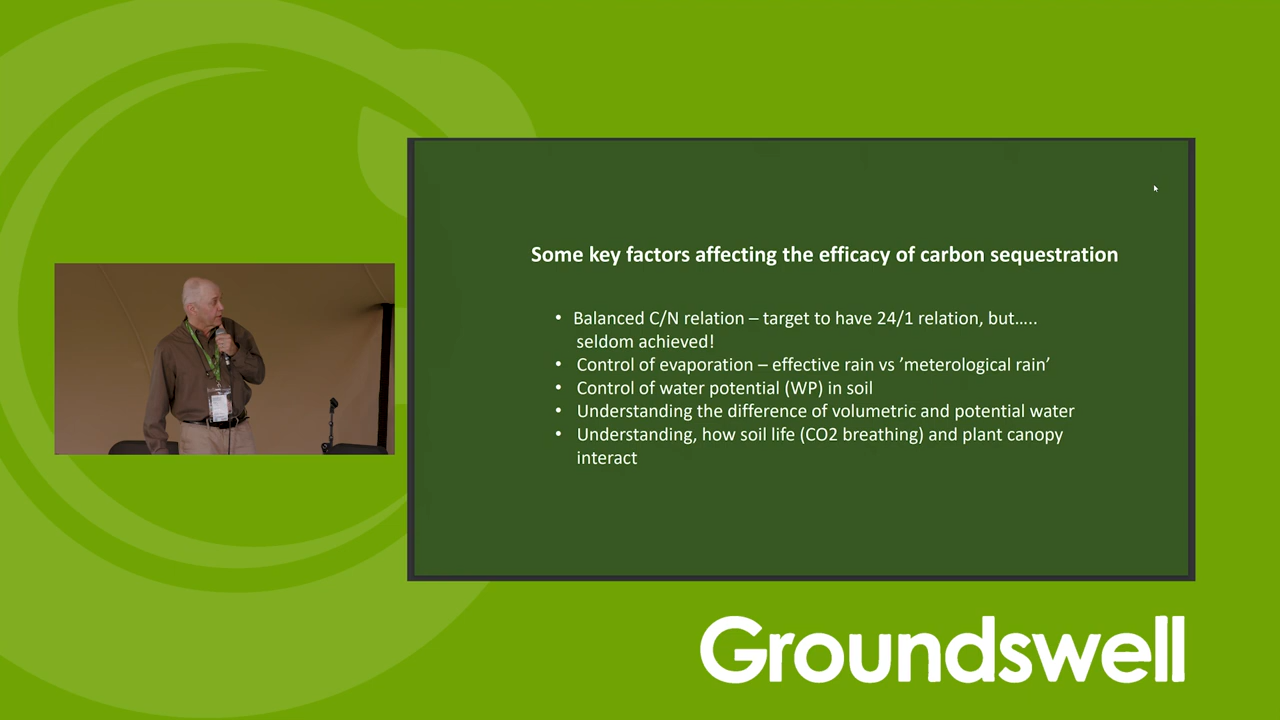 Some key factors affecting the efficacy of carbon sequestration
• Balanced C/N relation – target to have 24/1 relation, but…..
seldom achieved!
• Control of evaporation – effective rain vs ’meterological rain’
• Control of water potential (WP) in soil
• Understanding the difference of volumetric and potential water
• Understanding, how soil life (CO2 breathing) and plant canopy
interact
Groundswell